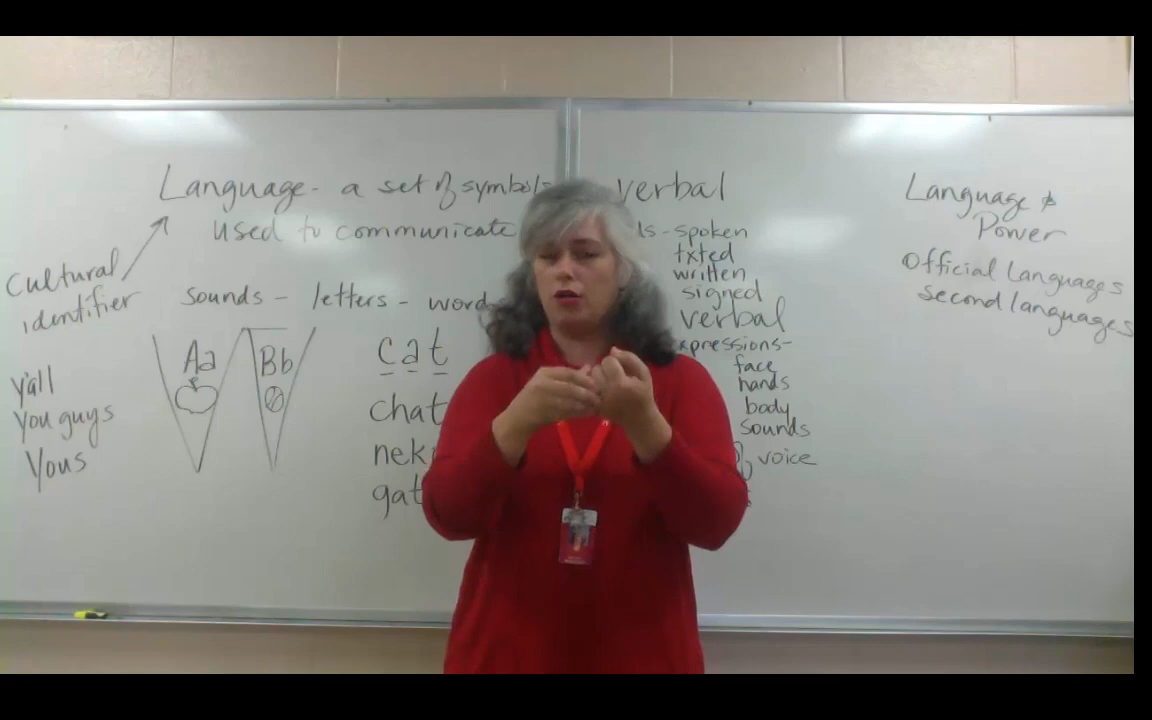 Language - a set of symbols
used to communicate
Cultural
identifier
sounds - letters - word
Aa
Bb
cat
chat
y'all
you guys
Yous
verbal
spoken
txted
written
signed
verbal
face
hands
body
sounds
voice
Language &
Power
Official Languages
second languages